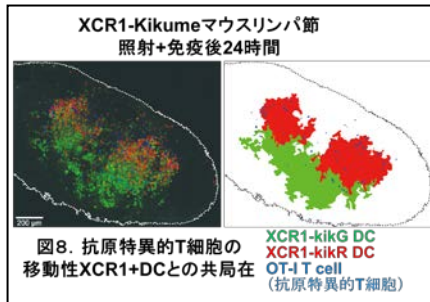 XCR1-Kikumeマウスリンパ節
照射+免疫後24時間
200 μm
図8. 抗原特異的T細胞の
移動性XCR1+DCとの共局在
XCR1-kikG DC
XCR1-kikR DC
OT-I T cell
(抗原特異的T細胞)